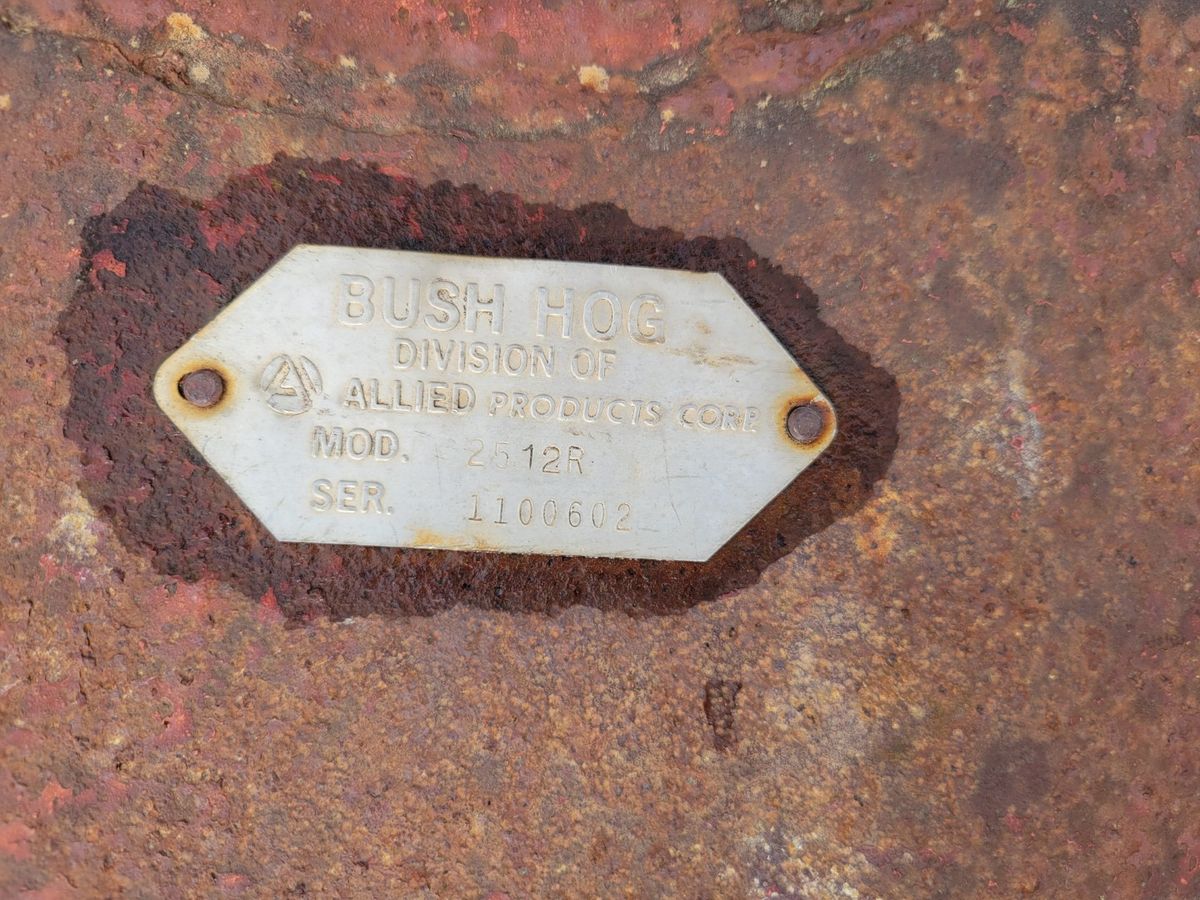 BUSH HOG
DIVISION OF
ALLIED PRODUCTS CORP.
MOD. 2512R
SER. 1100602